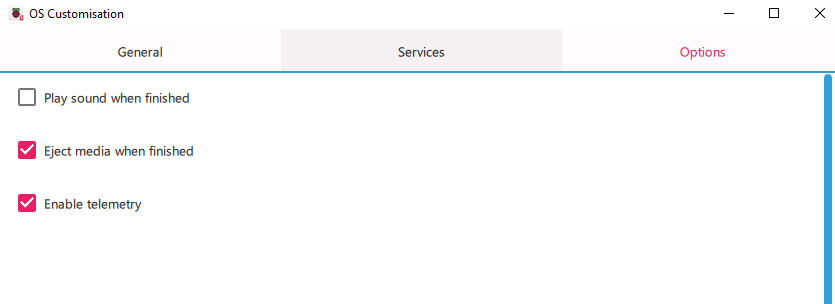 OS Customisation
General
Services
Options
Play sound when finished
Eject media when finished
Enable telemetry